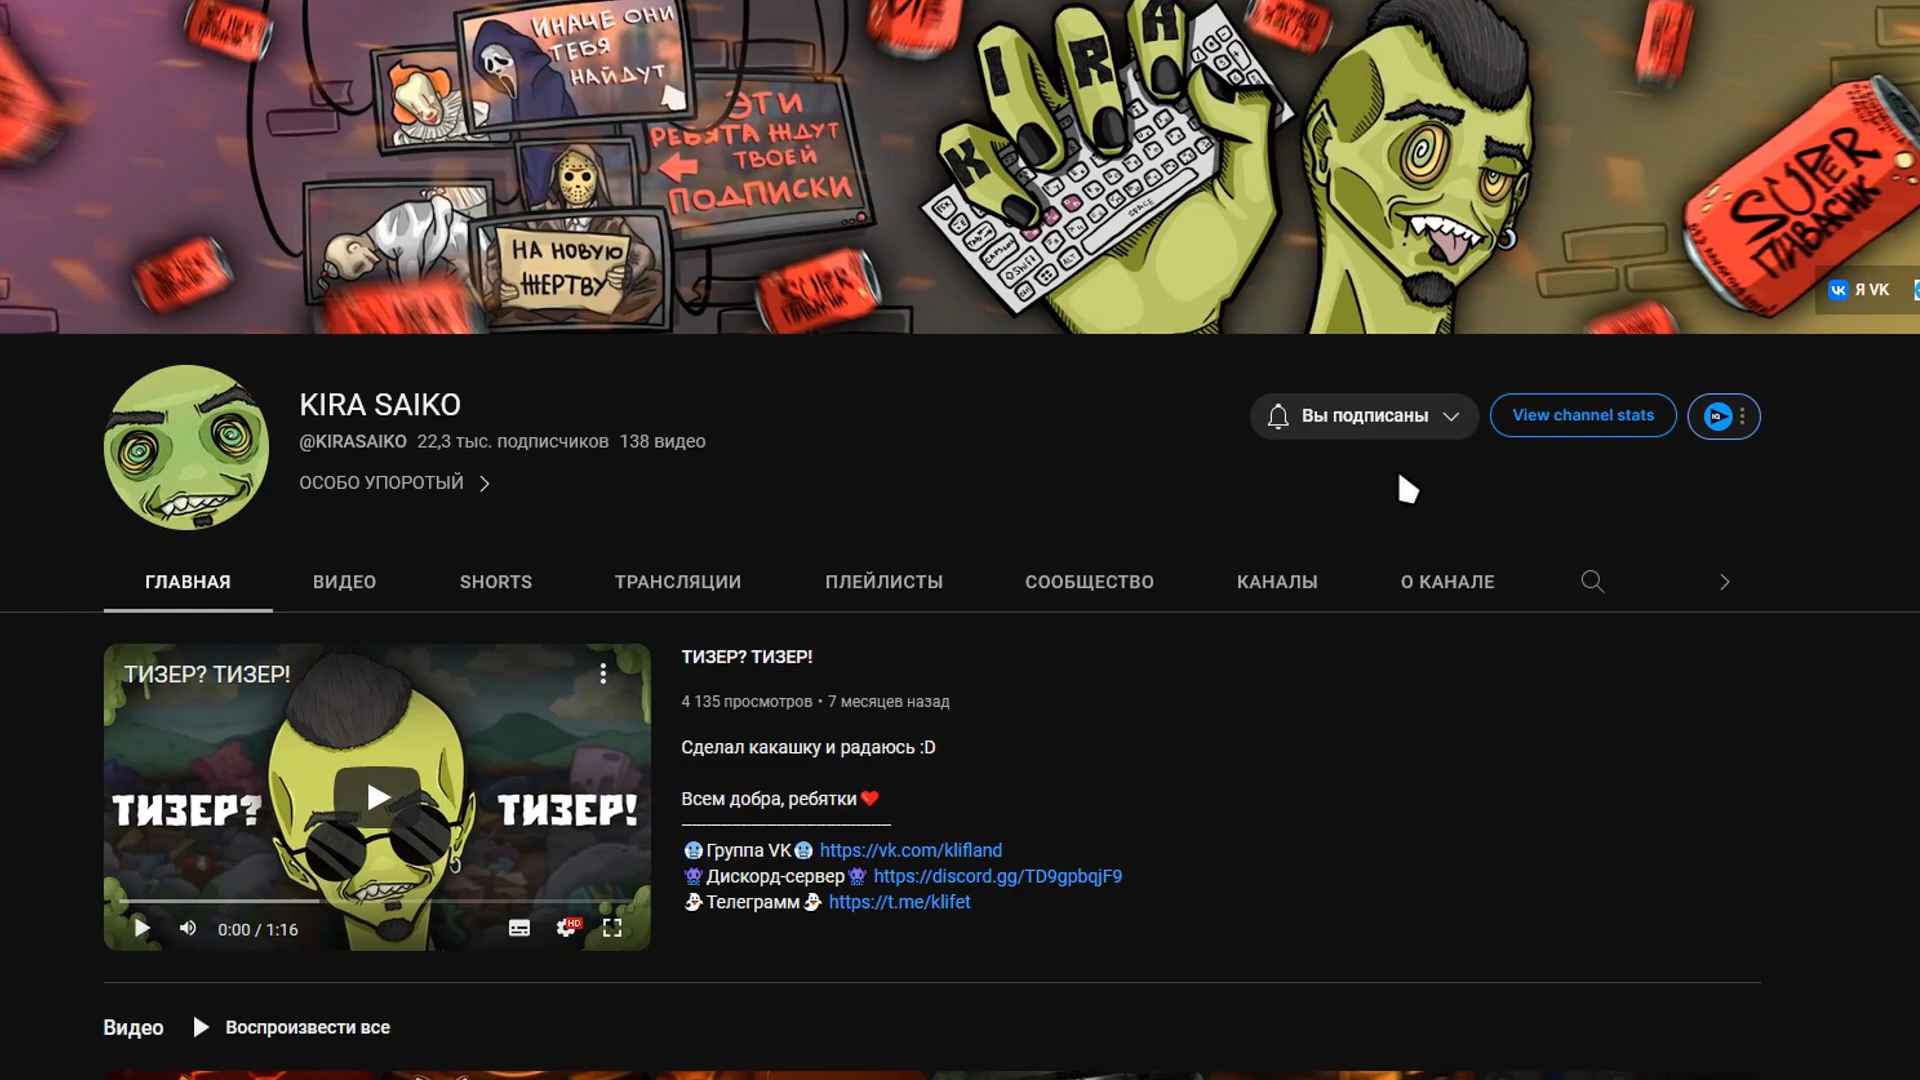 ИНАЧЕ ОНИ
ТЕБЯ
НАЙДУТ
ЭТИ
РЕБЯТА ЖДУТ
ТВОЕЙ
ПОДПИСКИ
НА НОВУЮ
ЖЕРТВУ
K I R A
SUPER
ПИВАСИК
Я VK
KIRA SAIKO
@KIRASAIKO 22,3 тыс. подписчиков 138 видео
ОСОБО УПОРОТЫЙ
Вы подписаны
View channel stats
ГЛАВНАЯ ВИДЕО SHORTS ТРАНСЛЯЦИИ ПЛЕЙЛИСТЫ СООБЩЕСТВО КАНАЛЫ О КАНАЛЕ
ТИЗЕР? ТИЗЕР!
ТИЗЕР? ТИЗЕР!
0:00 / 1:16
HD
ТИЗЕР? ТИЗЕР!
4 135 просмотров • 7 месяцев назад
Сделал какашку и радаюсь :D
Всем добра, ребятки❤️
🥶Группа VK🥶 https://vk.com/klifland
👾Дискорд-сервер👾 https://discord.gg/TD9gpbqjF9
👻Телеграмм👻 https://t.me/klifet
Видео Воспроизвести все